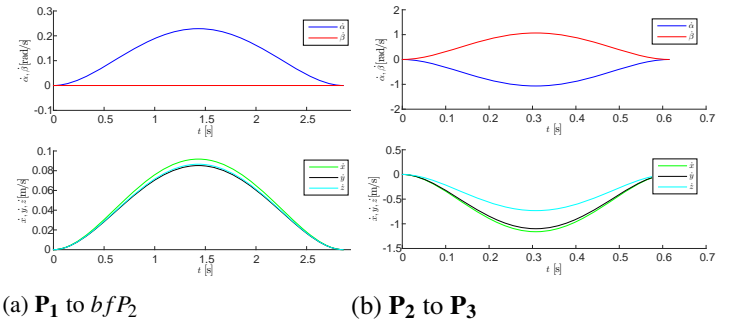 0.3
0.2
0.1
0
-0.1
0 0.5 1 1.5 2 2.5
t [s]
α̇, β̇[rad/s]
α̇
β̇
2
1
0
-1
-2
0 0.1 0.2 0.3 0.4 0.5 0.6 0.7
t [s]
α̇, β̇[rad/s]
α̇
β̇
0.1
0.08
0.06
0.04
0.02
0
0 0.5 1 1.5 2 2.5
t [s]
ẋ, ẏ, ż[m/s]
ẋ
ẏ
ż
0.5
0
-0.5
-1
-1.5
0 0.1 0.2 0.3 0.4 0.5 0.6 0.7
t [s]
ẋ, ẏ, ż[m/s]
ẋ
ẏ
ż
(a) P₁ to bfP₂
(b) P₂ to P₃